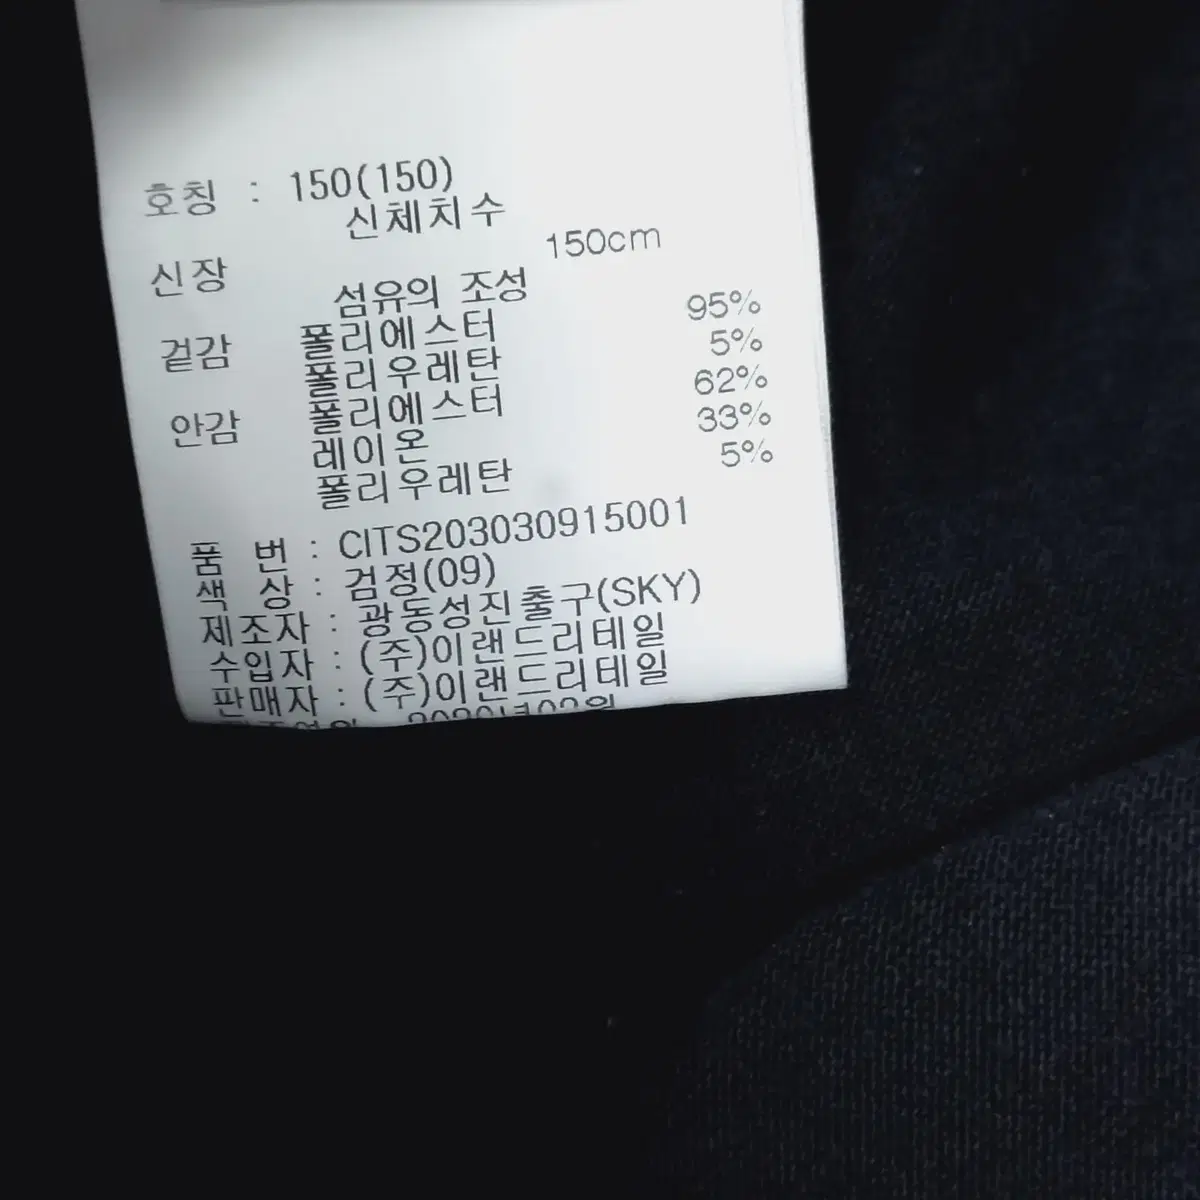 호칭 : 150(150)
신체치수
신장 150cm
섬유의 조성
겉감 폴리에스터 95%
폴리우레탄 5%
안감 폴리에스터 62%
레이온 33%
폴리우레탄 5%
품 번 : CITS203030915001
색 상 : 검정(09)
제조자 : 광동성진출구(SKY)
수입자 : (주)이랜드리테일
판매자 : (주)이랜드리테일